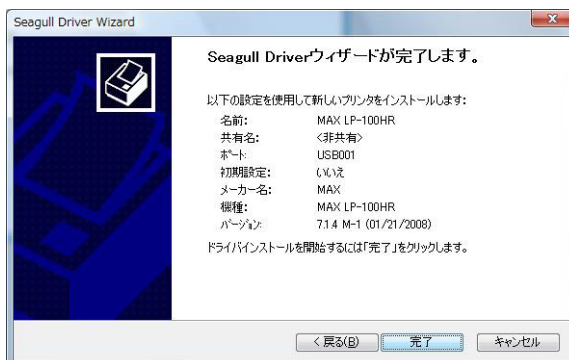 Seagull Driver Wizard
Seagull Driverウィザードが完了します。
以下の設定を使用して新しいプリンタをインストールします:
名前: MAX LP-100HR
共有名: <非共有>
ポート: USB001
初期設定: いいえ
メーカー名: MAX
機種: MAX LP-100HR
バージョン: 7.1.4 M-1 (01/21/2008)
ドライバインストールを開始するには「完了」をクリックします。
< 戻る(B) 完了 キャンセル